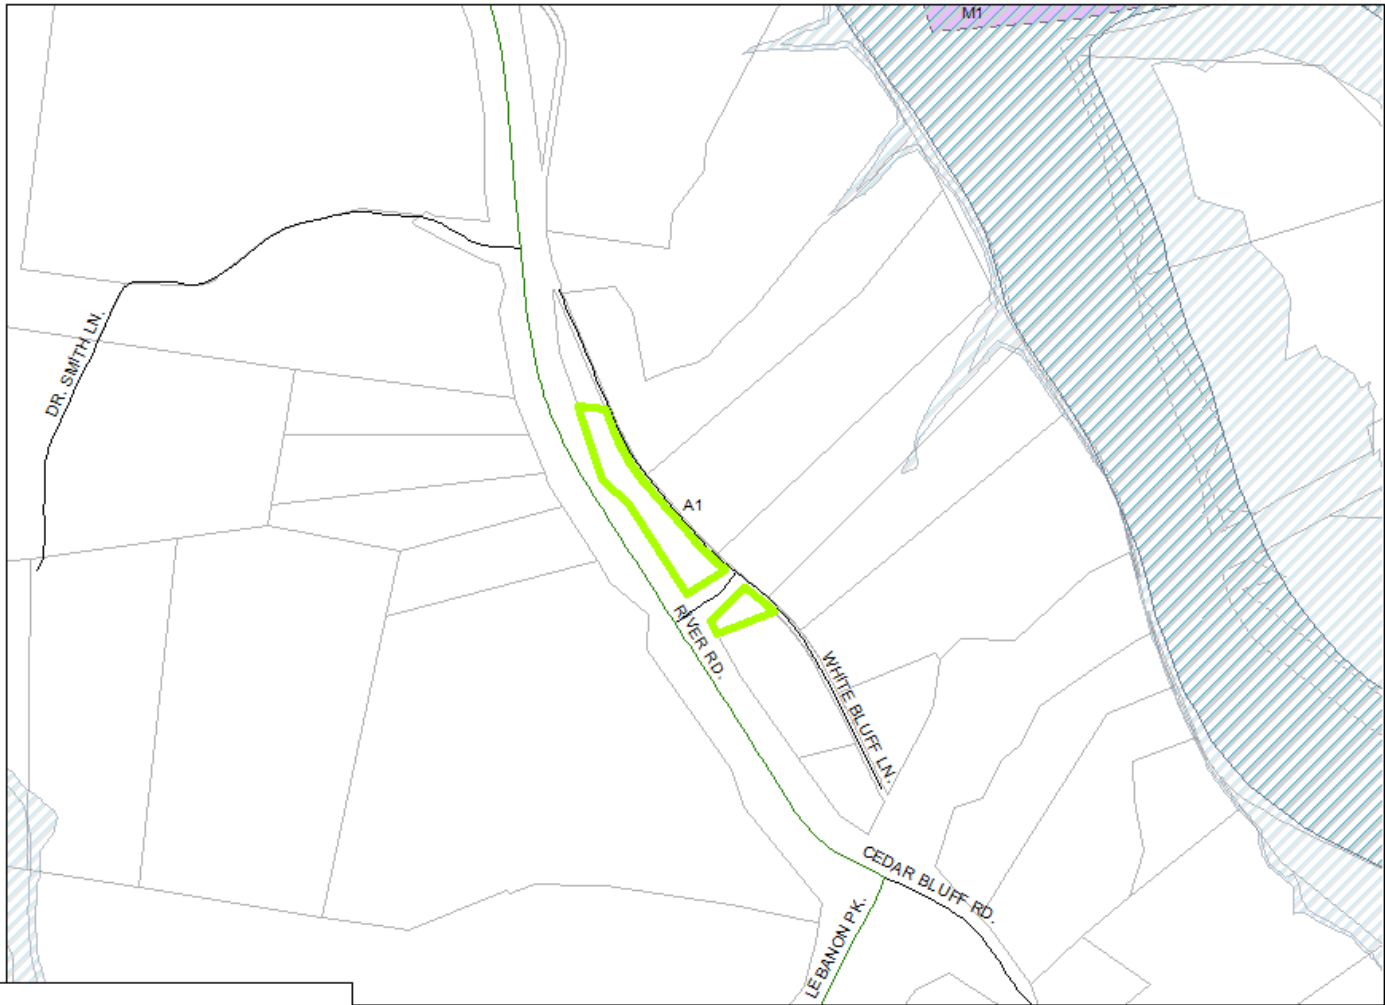 M1
DR. SMITH LN.
A1
RIVER RD.
WHITE BLUFF LN.
CEDAR BLUFF RD.
LEBANON PK.